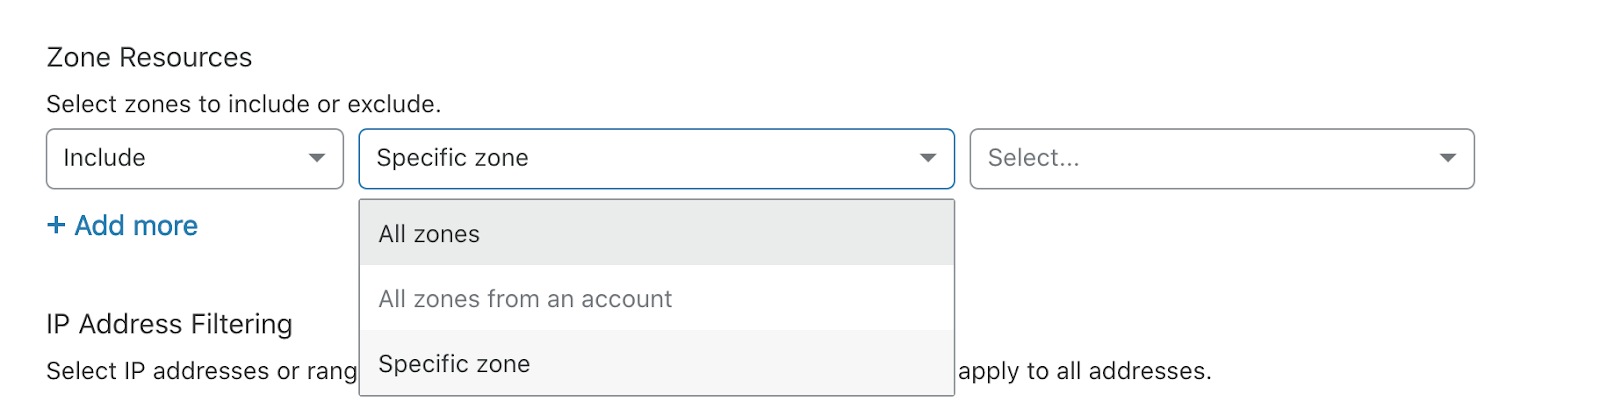 Zone Resources
Select zones to include or exclude.
Include Specific zone Select...
+ Add more
All zones
All zones from an account
Specific zone
IP Address Filtering
Select IP addresses or rang apply to all addresses.